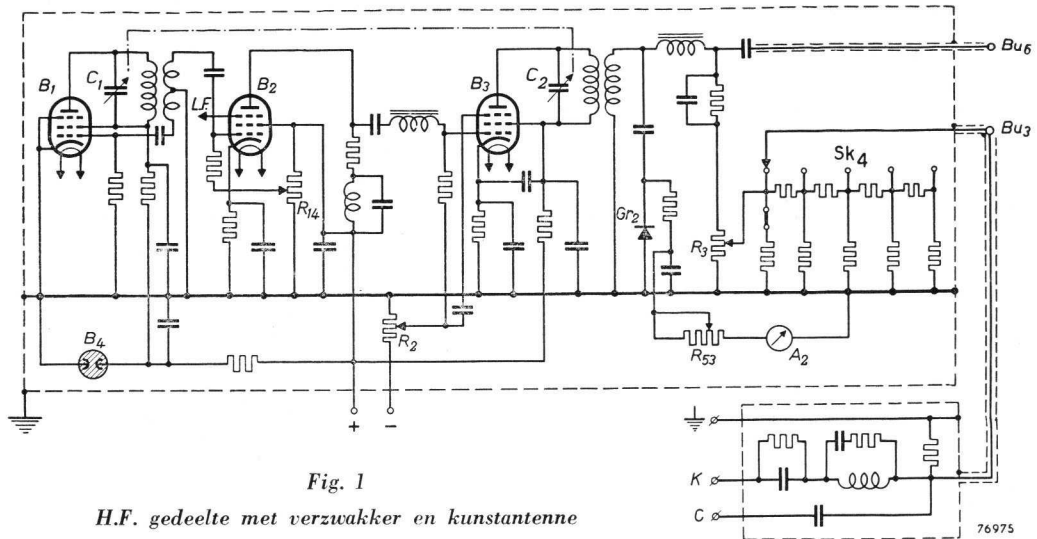 B1
C1
L.F.
B2
R14
B3
C2
Bu6
Bu3
Sk4
Gr2
R3
B4
R2
R53
A2
+
−
K
C
76975
Fig. 1
H.F. gedeelte met verzwakker en kunstantenne